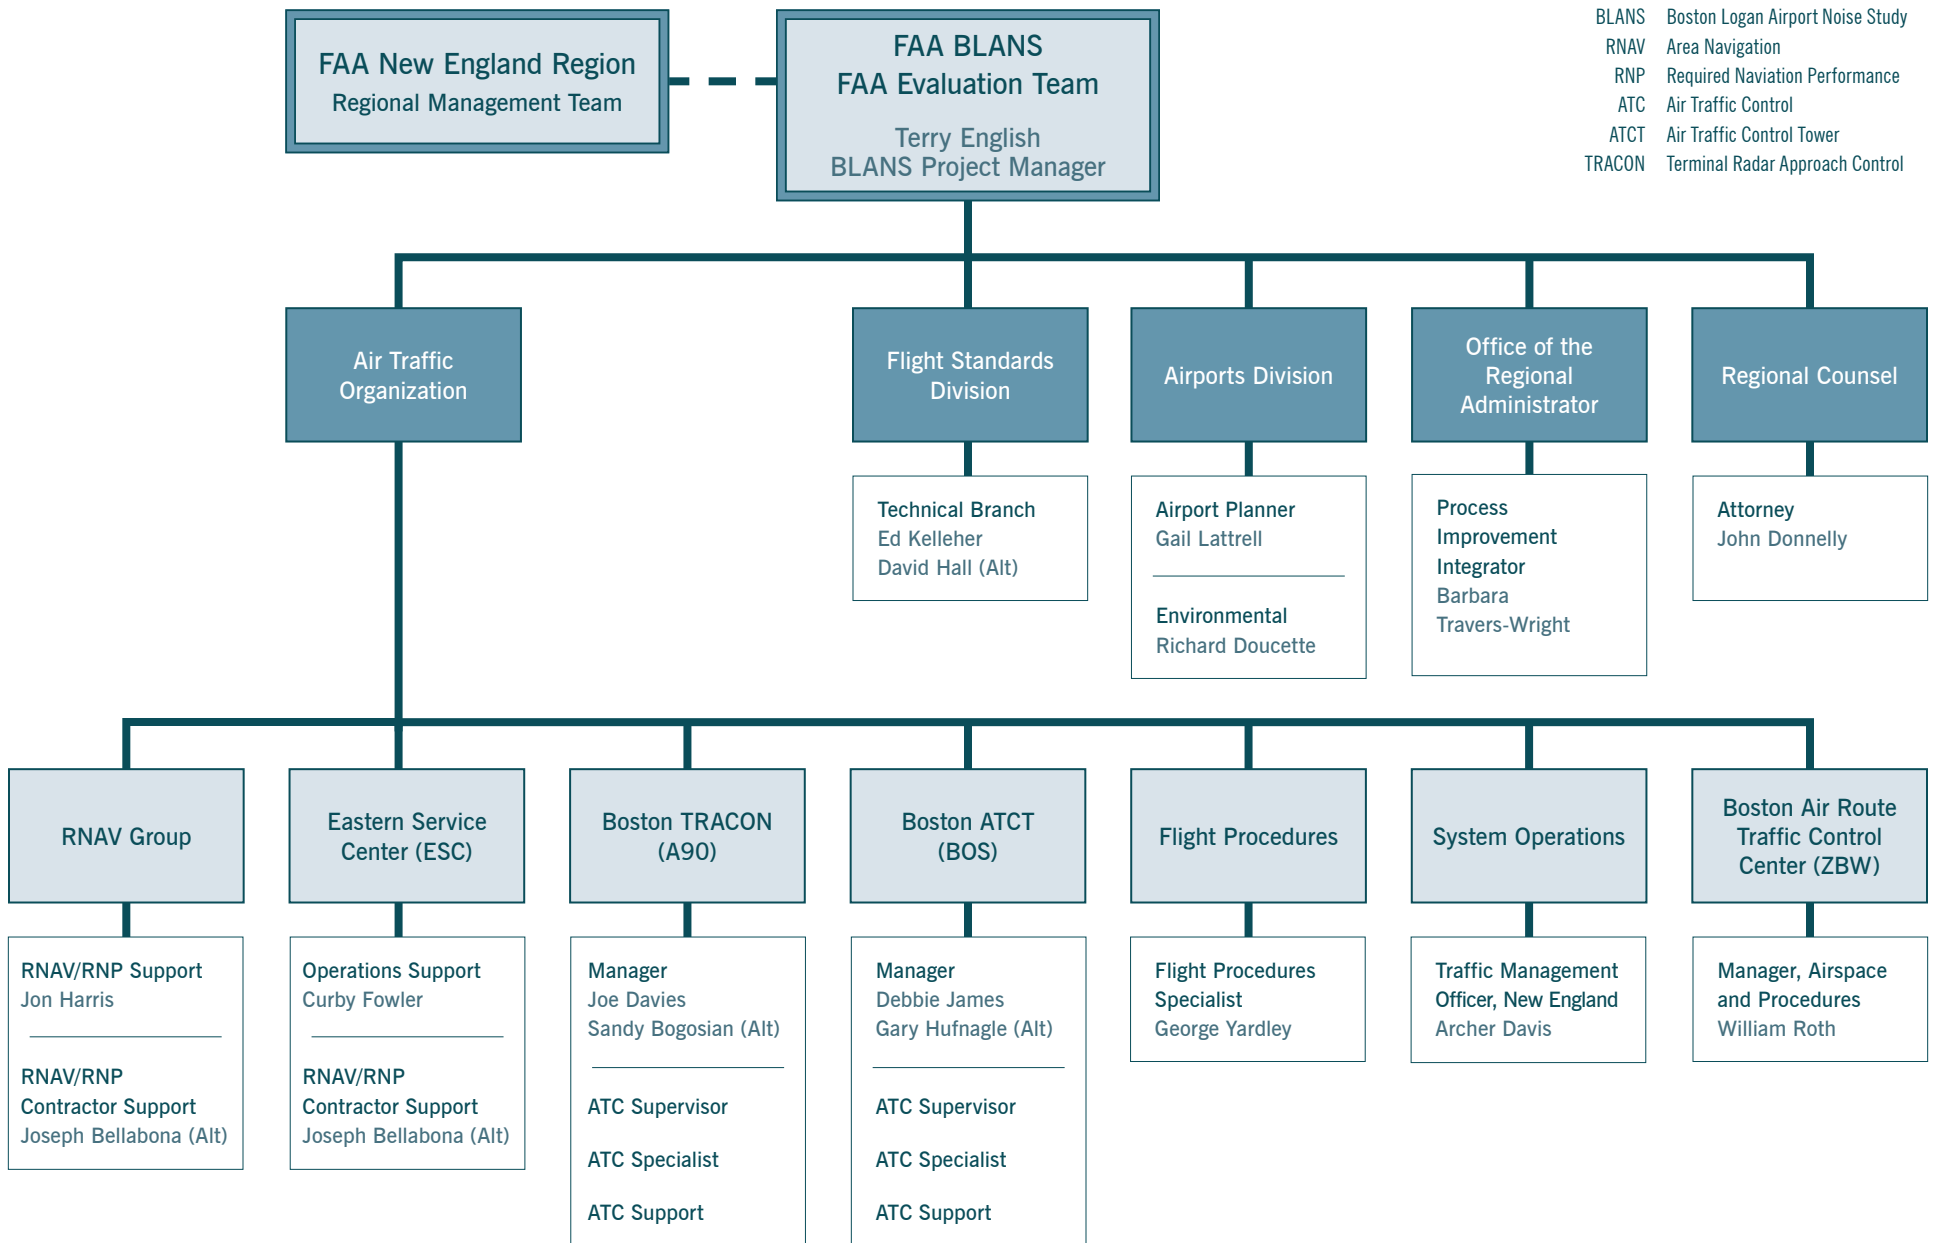 FAA New England Region
Regional Management Team
FAA BLANS
FAA Evaluation Team
Terry English
BLANS Project Manager
BLANS Boston Logan Airport Noise Study
RNAV Area Navigation
RNP Required Naviation Performance
ATC Air Traffic Control
ATCT Air Traffic Control Tower
TRACON Terminal Radar Approach Control
Air Traffic
Organization
Flight Standards
Division
Airports Division
Office of the
Regional
Administrator
Regional Counsel
Technical Branch
Ed Kelleher
David Hall (Alt)
Airport Planner
Gail Lattrell
Environmental
Richard Doucette
Process
Improvement
Integrator
Barbara
Travers-Wright
Attorney
John Donnelly
RNAV Group
Eastern Service
Center (ESC)
Boston TRACON
(A90)
Boston ATCT
(BOS)
Flight Procedures
System Operations
Boston Air Route
Traffic Control
Center (ZBW)
RNAV/RNP Support
Jon Harris
RNAV/RNP
Contractor Support
Joseph Bellabona (Alt)
Operations Support
Curby Fowler
RNAV/RNP
Contractor Support
Joseph Bellabona (Alt)
Manager
Joe Davies
Sandy Bogosian (Alt)
ATC Supervisor
ATC Specialist
ATC Support
Manager
Debbie James
Gary Hufnagle (Alt)
ATC Supervisor
ATC Specialist
ATC Support
Flight Procedures
Specialist
George Yardley
Traffic Management
Officer, New England
Archer Davis
Manager, Airspace
and Procedures
William Roth